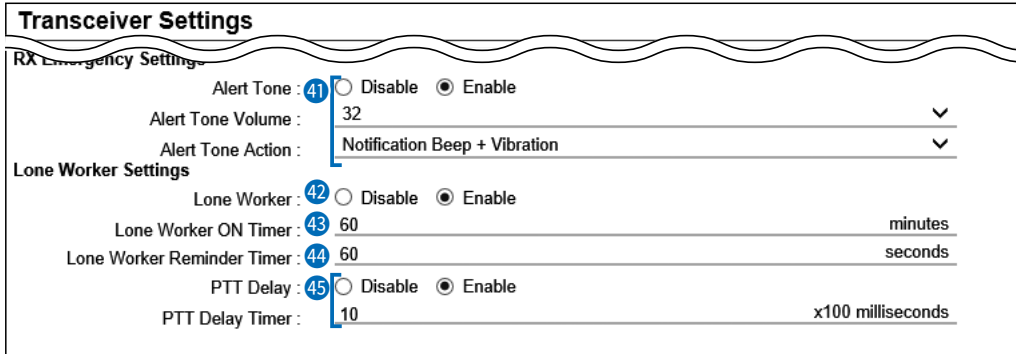 Transceiver Settings
RX Emergency Settings
Alert Tone : 41 Disable Enable
Alert Tone Volume : 32
Alert Tone Action : Notification Beep + Vibration
Lone Worker Settings
Lone Worker : 42 Disable Enable
Lone Worker ON Timer : 43 60 minutes
Lone Worker Reminder Timer : 44 60 seconds
PTT Delay : 45 Disable Enable
PTT Delay Timer : 10 x100 milliseconds